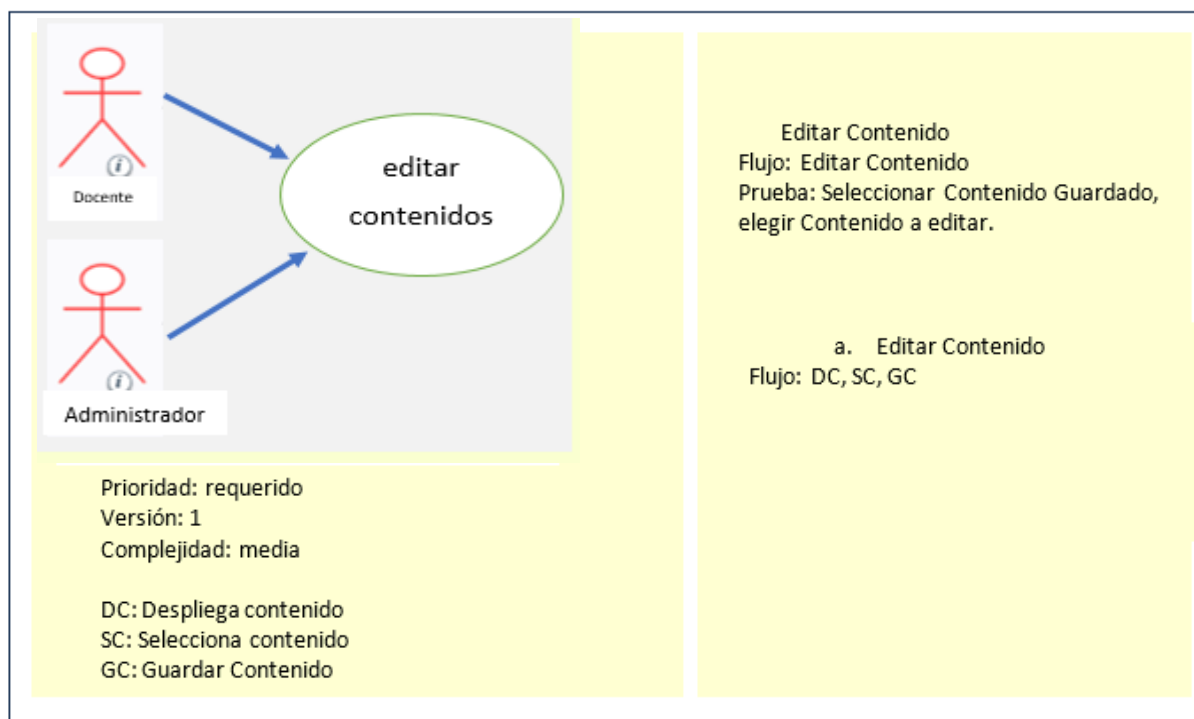 Docente
editar
contenidos
Administrador
Prioridad: requerido
Versión: 1
Complejidad: media
DC: Despliega contenido
SC: Selecciona contenido
GC: Guardar Contenido
Editar Contenido
Flujo: Editar Contenido
Prueba: Seleccionar Contenido Guardado,
elegir Contenido a editar.
a. Editar Contenido
Flujo: DC, SC, GC